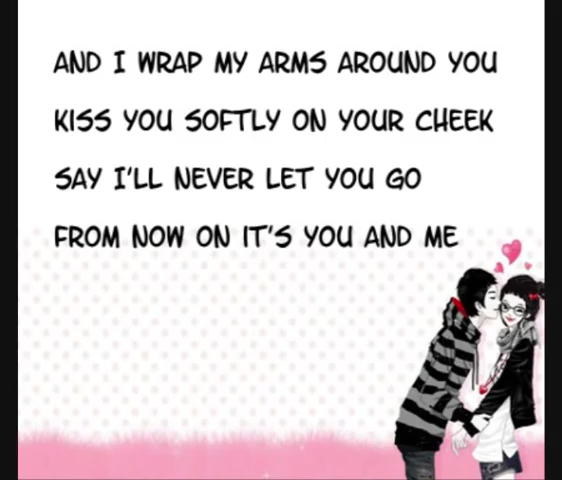 AND I WRAP MY ARMS AROUND YOU
KISS YOU SOFTLY ON YOUR CHEEK
SAY I'LL NEVER LET YOU GO
FROM NOW ON IT'S YOU AND ME